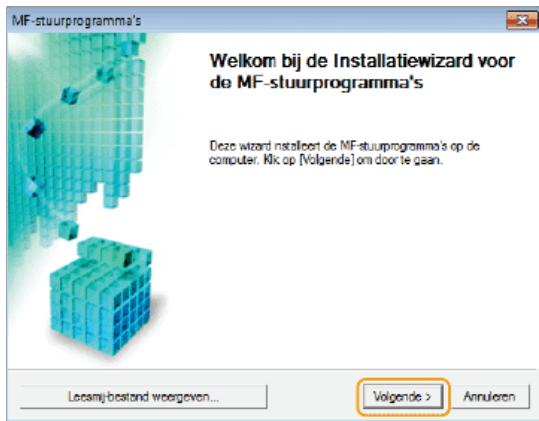 MF-stuurprogramma's
Welkom bij de Installatiewizard voor
de MF-stuurprogramma's
Deze wizard installeert de MF-stuurprogramma's op de
computer. Klik op [Volgende] om door te gaan.
Leesmij-bestand weergeven...
Volgende >
Annuleren